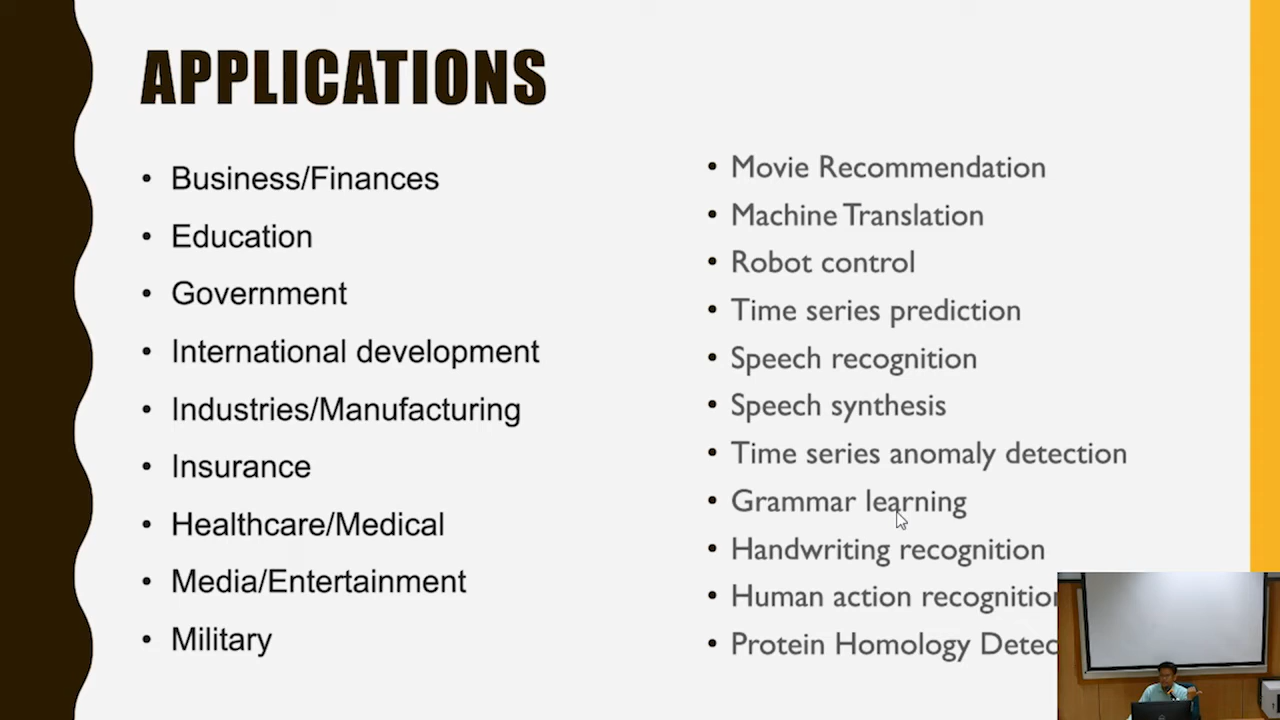 APPLICATIONS
• Business/Finances
• Education
• Government
• International development
• Industries/Manufacturing
• Insurance
• Healthcare/Medical
• Media/Entertainment
• Military
• Movie Recommendation
• Machine Translation
• Robot control
• Time series prediction
• Speech recognition
• Speech synthesis
• Time series anomaly detection
• Grammar learning
• Handwriting recognition
• Human action recognition
• Protein Homology